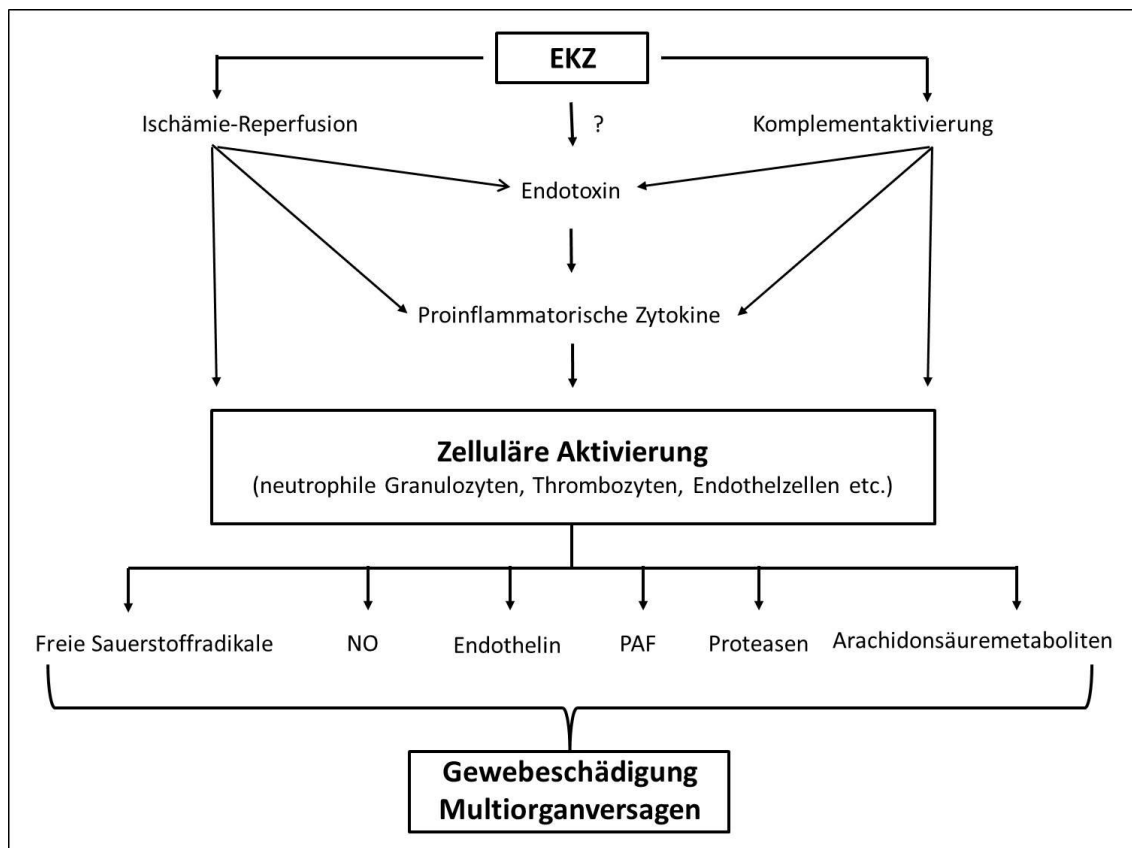 EKZ
Ischämie-Reperfusion
?
Komplementaktivierung
Endotoxin
Proinflammatorische Zytokine
Zelluläre Aktivierung
(neutrophile Granulozyten, Thrombozyten, Endothelzellen etc.)
Freie Sauerstoffradikale
NO
Endothelin
PAF
Proteasen
Arachidonsäuremetaboliten
Gewebeschädigung
Multiorganversagen